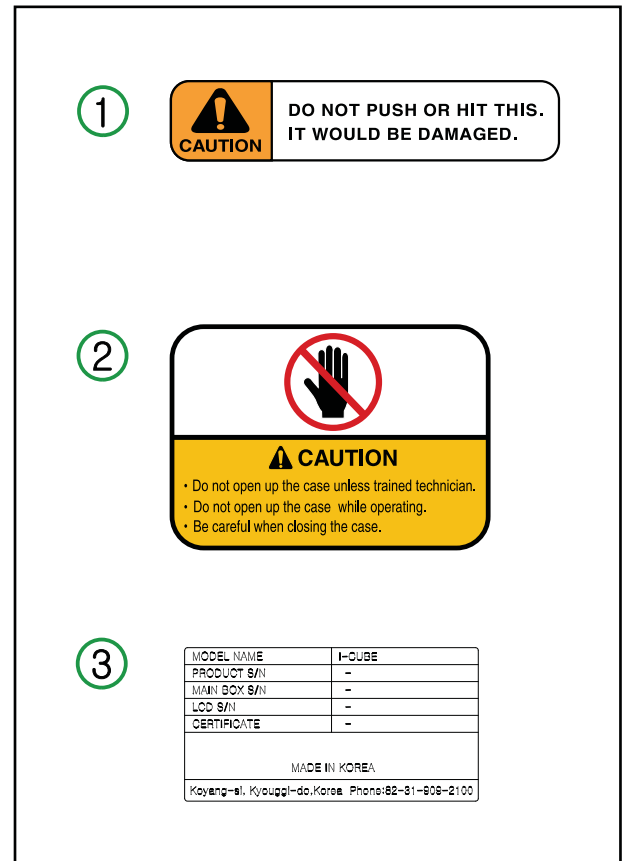 1
CAUTION
DO NOT PUSH OR HIT THIS.
IT WOULD BE DAMAGED.
2
CAUTION
• Do not open up the case unless trained technician.
• Do not open up the case while operating.
• Be careful when closing the case.
3
MODEL NAME I-CUBE
PRODUCT S/N -
MAIN BOX S/N -
LCD S/N -
CERTIFICATE -
MADE IN KOREA
Koyang-si, Kyouggi-do,Korea Phone:82-31-909-2100